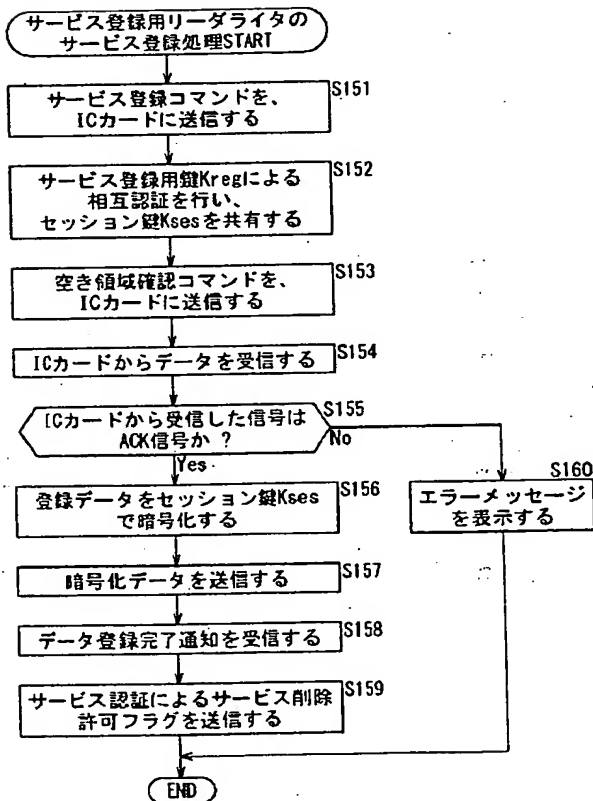 サービス登録用リーダライタの
サービス登録処理START
S151
サービス登録コマンドを、
ICカードに送信する
S152
サービス登録用鍵Kregによる
相互認証を行い、
セッション鍵Ksesを共有する
S153
空き領域確認コマンドを、
ICカードに送信する
S154
ICカードからデータを受信する
S155
ICカードから受信した信号は
ACK信号か ?
No
Yes
S156
登録データをセッション鍵Kses
で暗号化する
S160
エラーメッセージ
を表示する
S157
暗号化データを送信する
S158
データ登録完了通知を受信する
S159
サービス認証によるサービス削除
許可フラグを送信する
END